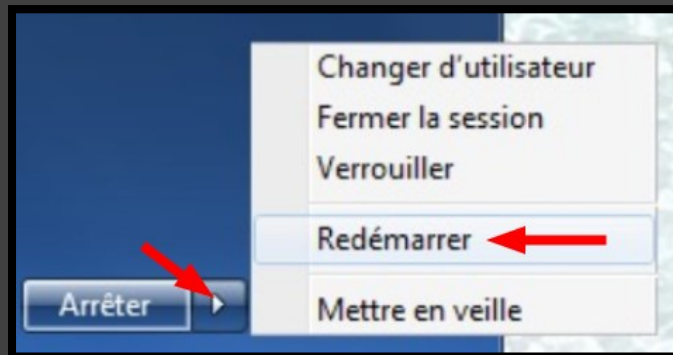 Changer d'utilisateur
Fermer la session
Verrouiller
Redémarrer
Arrêter
Mettre en veille